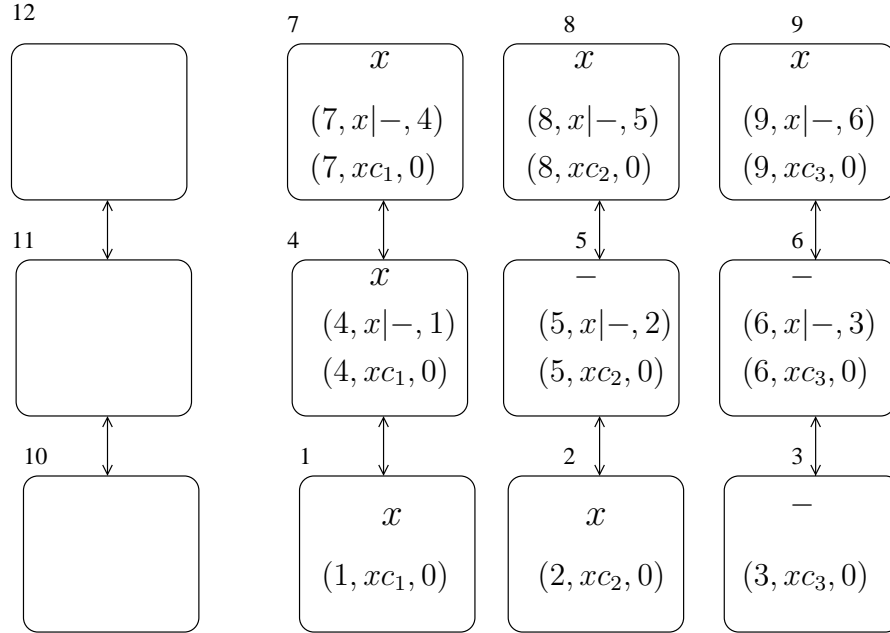 12
7
8
9
x
x
x
(7, x|−, 4)
(8, x|−, 5)
(9, x|−, 6)
(7, xc₁, 0)
(8, xc₂, 0)
(9, xc₃, 0)
11
4
5
6
x
−
−
(4, x|−, 1)
(5, x|−, 2)
(6, x|−, 3)
(4, xc₁, 0)
(5, xc₂, 0)
(6, xc₃, 0)
10
1
2
3
x
x
−
(1, xc₁, 0)
(2, xc₂, 0)
(3, xc₃, 0)